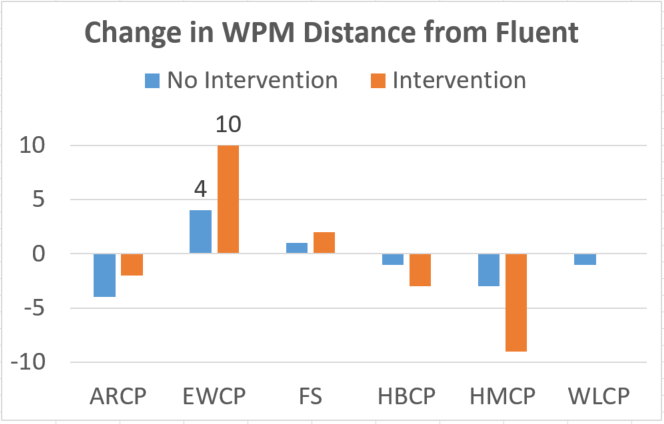 Change in WPM Distance from Fluent
No Intervention Intervention
10
4
10
5
0
-5
-10
ARCP EWCP FS HBCP HMCP WLCP